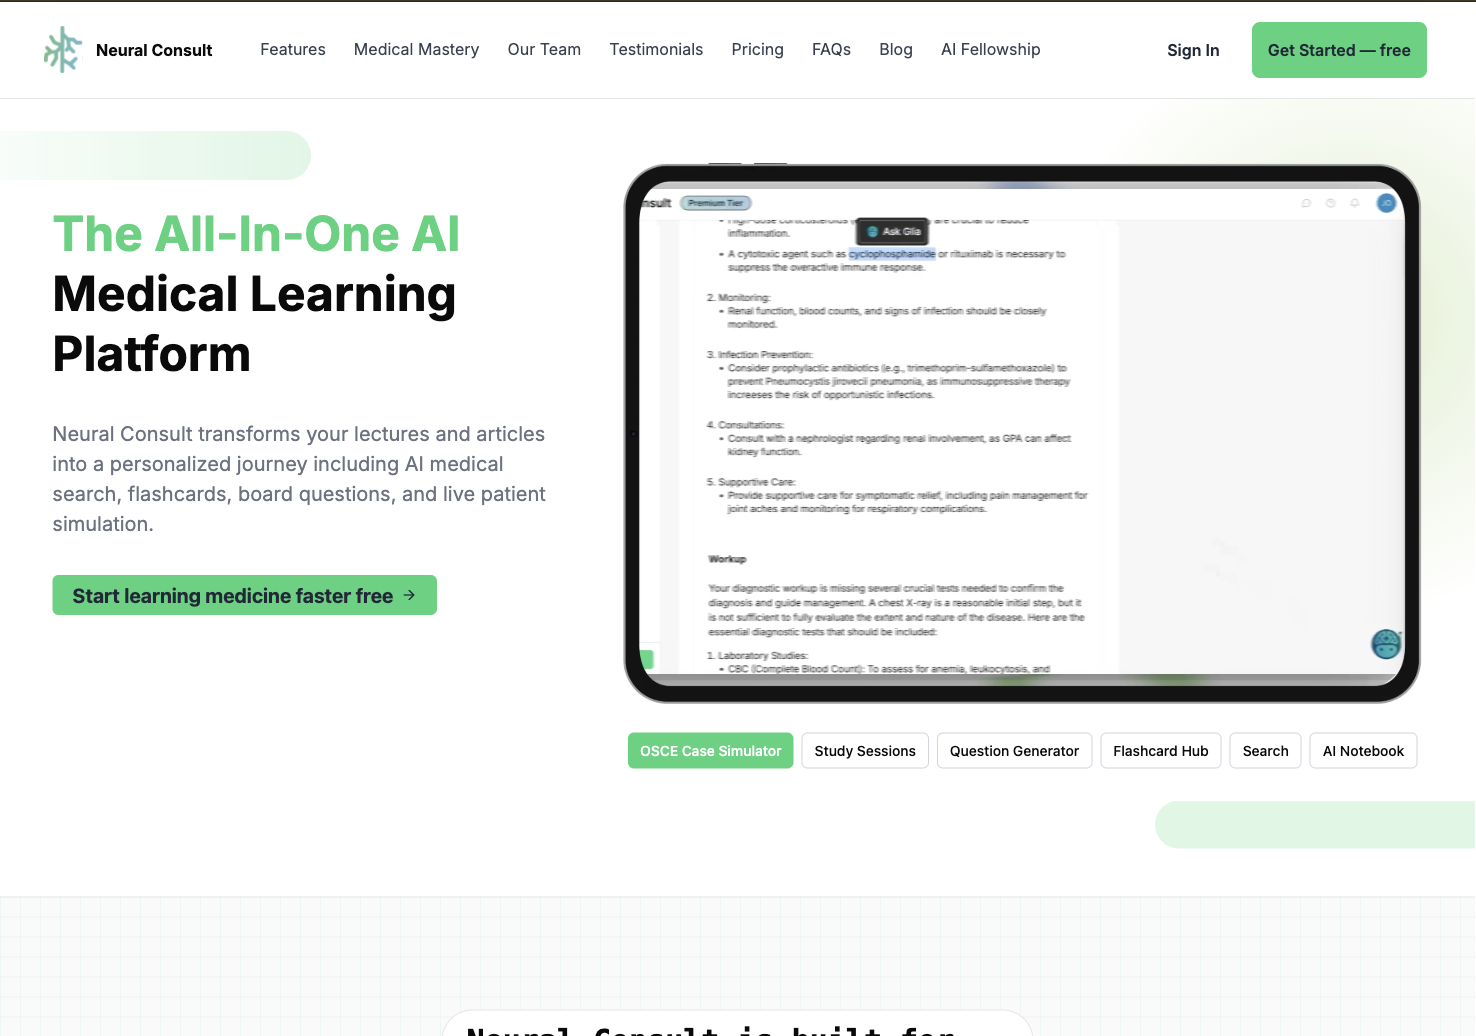 Neural Consult
Features
Medical Mastery
Our Team
Testimonials
Pricing
FAQs
Blog
AI Fellowship
Sign In
Get Started — free
The All-In-One AI
Medical Learning
Platform
Neural Consult transforms your lectures and articles
into a personalized journey including AI medical
search, flashcards, board questions, and live patient
simulation.
Start learning medicine faster free →
nsult
Premium Tier
JO
are crucial to reduce
inflammation.
Ask Glia
• A cytotoxic agent such as cyclophosphamide or rituximab is necessary to
suppress the overactive immune response.
2. Monitoring:
• Renal function, blood counts, and signs of infection should be closely
monitored.
3. Infection Prevention:
• Consider prophylactic antibiotics (e.g., trimethoprim-sulfamethoxazole) to
prevent Pneumocystis jirovecii pneumonia, as immunosuppressive therapy
increases the risk of opportunistic infections.
4. Consultations:
• Consult with a nephrologist regarding renal involvement, as GPA can affect
kidney function.
5. Supportive Care:
• Provide supportive care for symptomatic relief, including pain management for
joint aches and monitoring for respiratory complications.
Workup
Your diagnostic workup is missing several crucial tests needed to confirm the
diagnosis and guide management. A chest X-ray is a reasonable initial step, but it
is not sufficient to fully evaluate the extent and nature of the disease. Here are the
essential diagnostic tests that should be included:
1. Laboratory Studies:
• CBC (Complete Blood Count): To assess for anemia, leukocytosis, and
OSCE Case Simulator
Study Sessions
Question Generator
Flashcard Hub
Search
AI Notebook
Neural Consult is built for